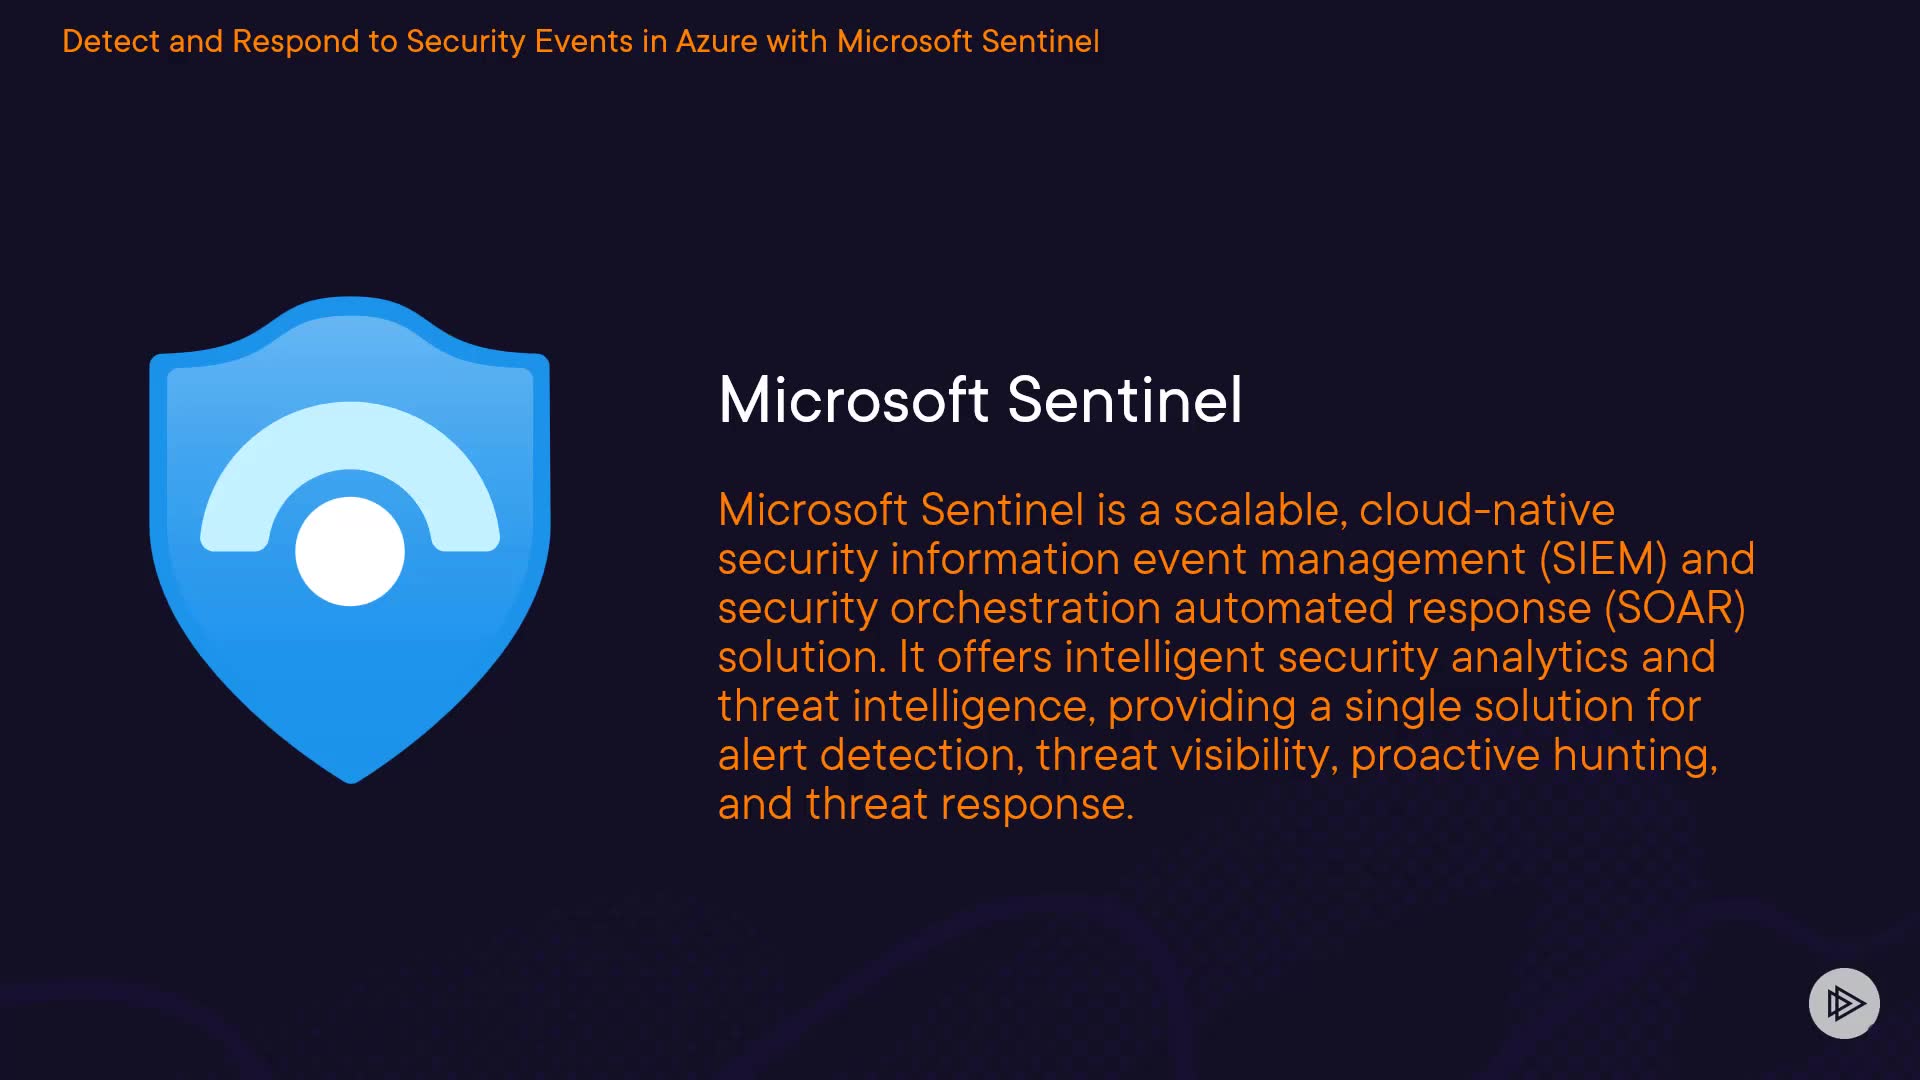 Detect and Respond to Security Events in Azure with Microsoft Sentinel
Microsoft Sentinel
Microsoft Sentinel is a scalable, cloud-native
security information event management (SIEM) and
security orchestration automated response (SOAR)
solution. It offers intelligent security analytics and
threat intelligence, providing a single solution for
alert detection, threat visibility, proactive hunting,
and threat response.